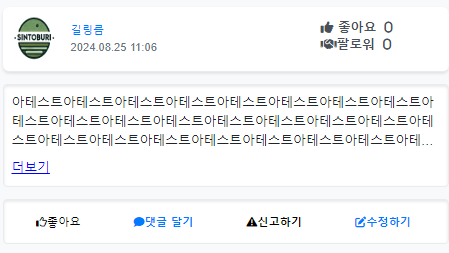 SINTOBURI
길링름
2024.08.25 11:06
좋아요 0
팔로워 0
아테스트아테스트아테스트아테스트아테스트아테스트아테스트아테스트아
테스트아테스트아테스트아테스트아테스트아테스트아테스트아테스트아테
스트아테스트아테스트아테스트아테스트아테스트아테스트아테스트아테...
더보기
좋아요 댓글 달기 신고하기 수정하기